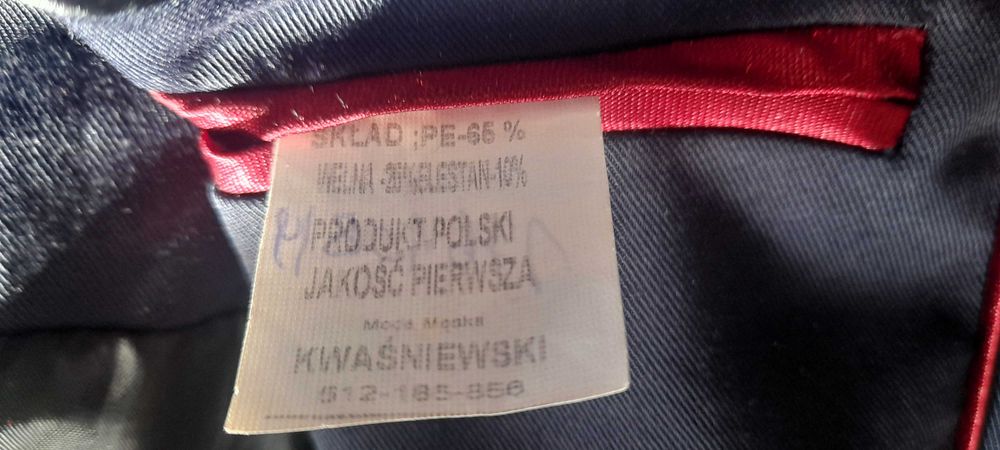 SKŁAD ;PE-65 %
WEŁNA -25%,ELESTAN-10%
PRODUKT POLSKI
JAKOŚĆ PIERWSZA
Moda Męska
KWAŚNIEWSKI
512-185-856